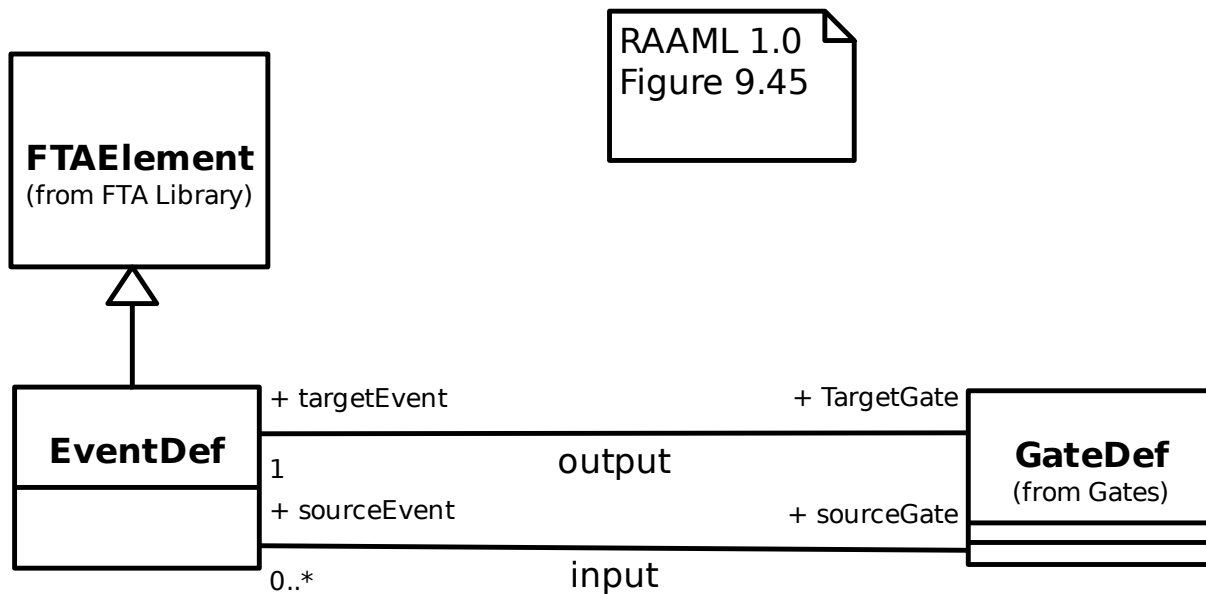 RAAML 1.0
Figure 9.45
FTAElement
(from FTA Library)
+ targetEvent
+ TargetGate
EventDef
output
GateDef
1
(from Gates)
+ sourceEvent
+ sourceGate
0..*
input